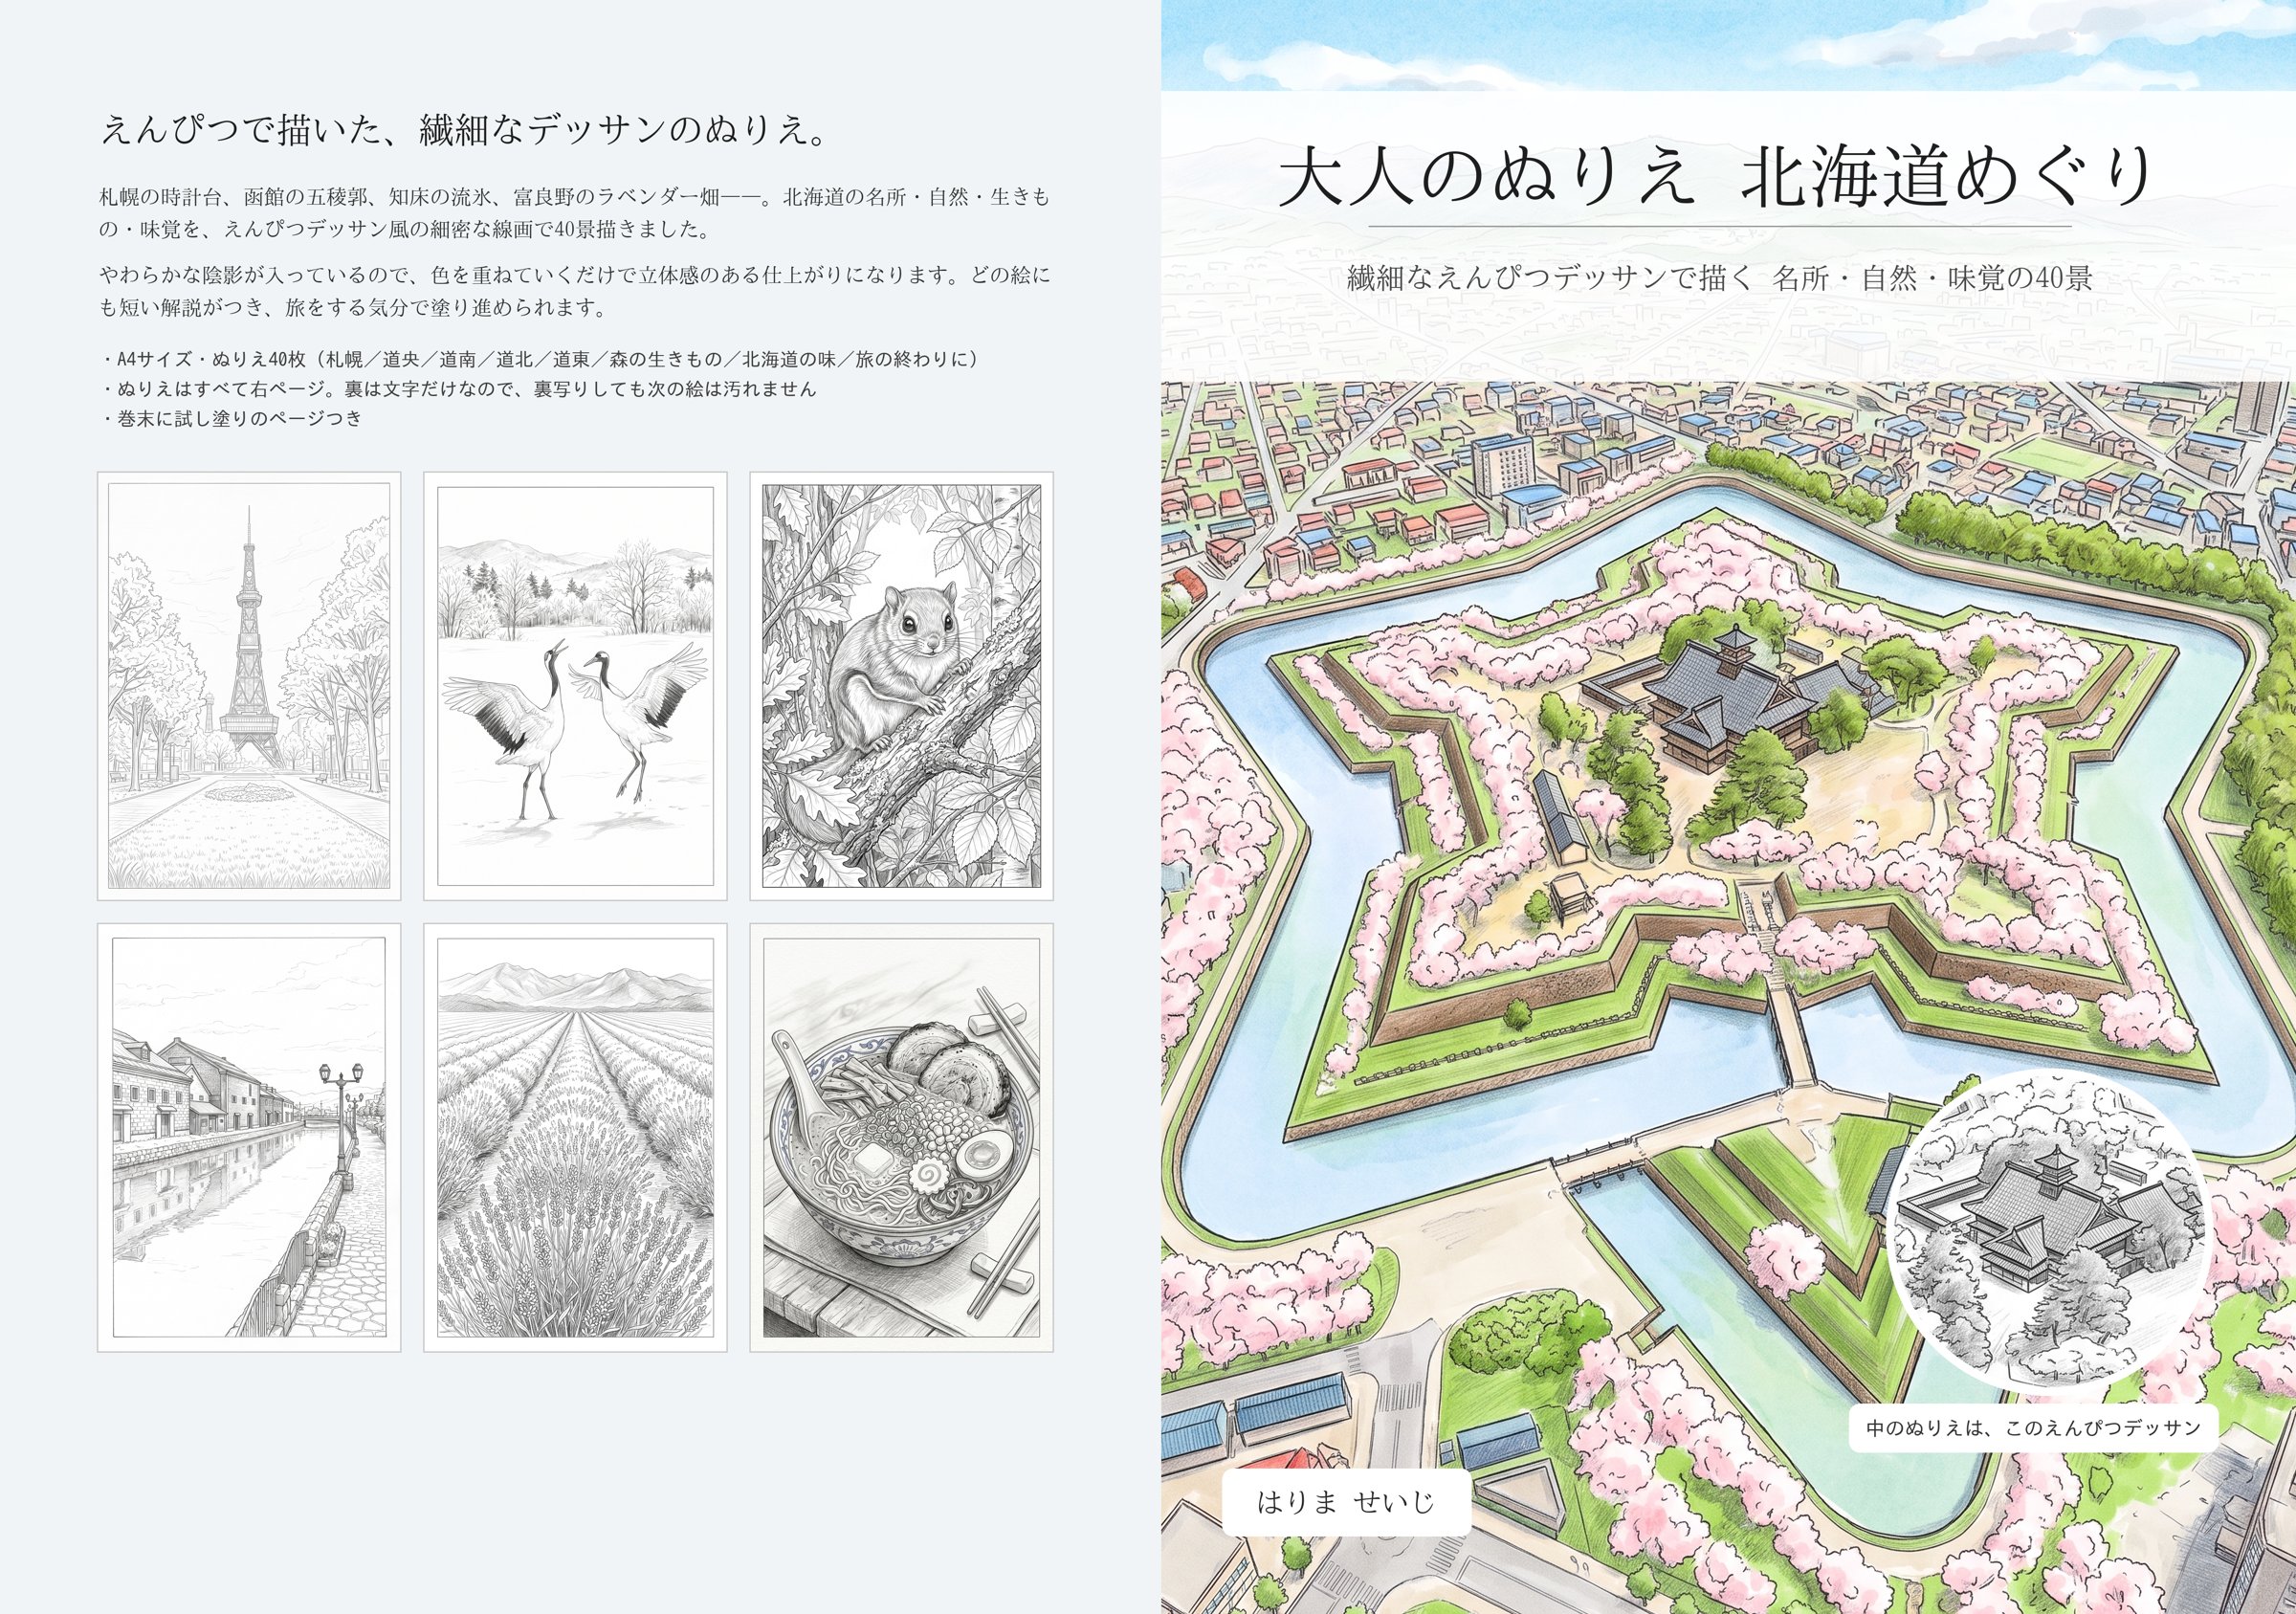 えんぴつで描いた、繊細なデッサンのぬりえ。
札幌の時計台、函館の五稜郭、知床の流氷、富良野のラベンダー畑――。北海道の名所・自然・生きも
の・味覚を、えんぴつデッサン風の細密な線画で40景描きました。
やわらかな陰影が入っているので、色を重ねていくだけで立体感のある仕上がりになります。どの絵に
も短い解説がつき、旅をする気分で塗り進められます。
・A4サイズ・ぬりえ40枚（札幌／道央／道南／道北／道東／森の生きもの／北海道の味／旅の終わりに）
・ぬりえはすべて右ページ。裏は文字だけなので、裏写りしても次の絵は汚れません
・巻末に試し塗りのページつき
大人のぬりえ 北海道めぐり
繊細なえんぴつデッサンで描く 名所・自然・味覚の40景
中のぬりえは、このえんぴつデッサン
はりま せいじ